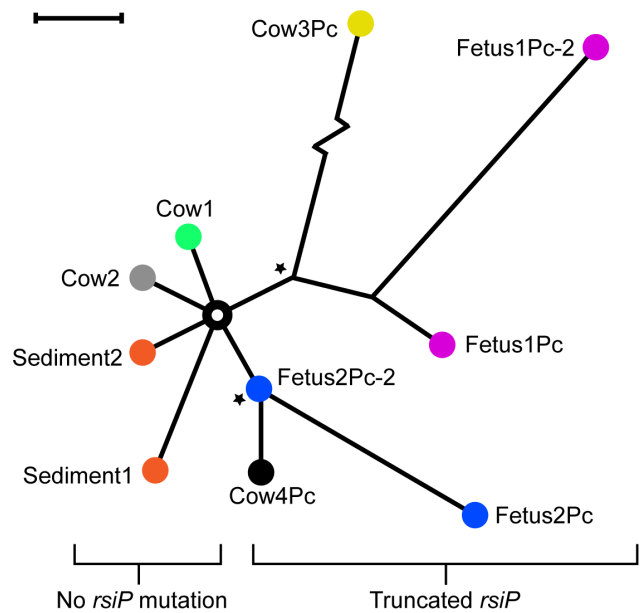 Cow3Pc
Fetus1Pc-2
Cow1
Cow2
Sediment2
Fetus1Pc
Fetus2Pc-2
Sediment1
Cow4Pc
Fetus2Pc
No rsiP mutation
Truncated rsiP